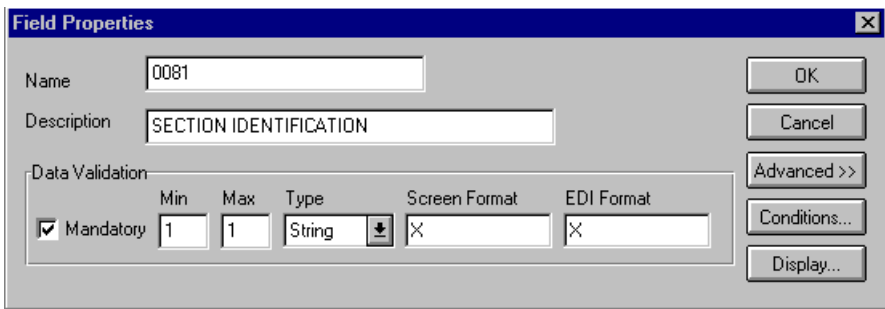 Field Properties
Name 0081 OK
Description SECTION IDENTIFICATION Cancel
Data Validation Advanced >>
Min Max Type Screen Format EDI Format
Mandatory 1 1 String X X Conditions...
Display...